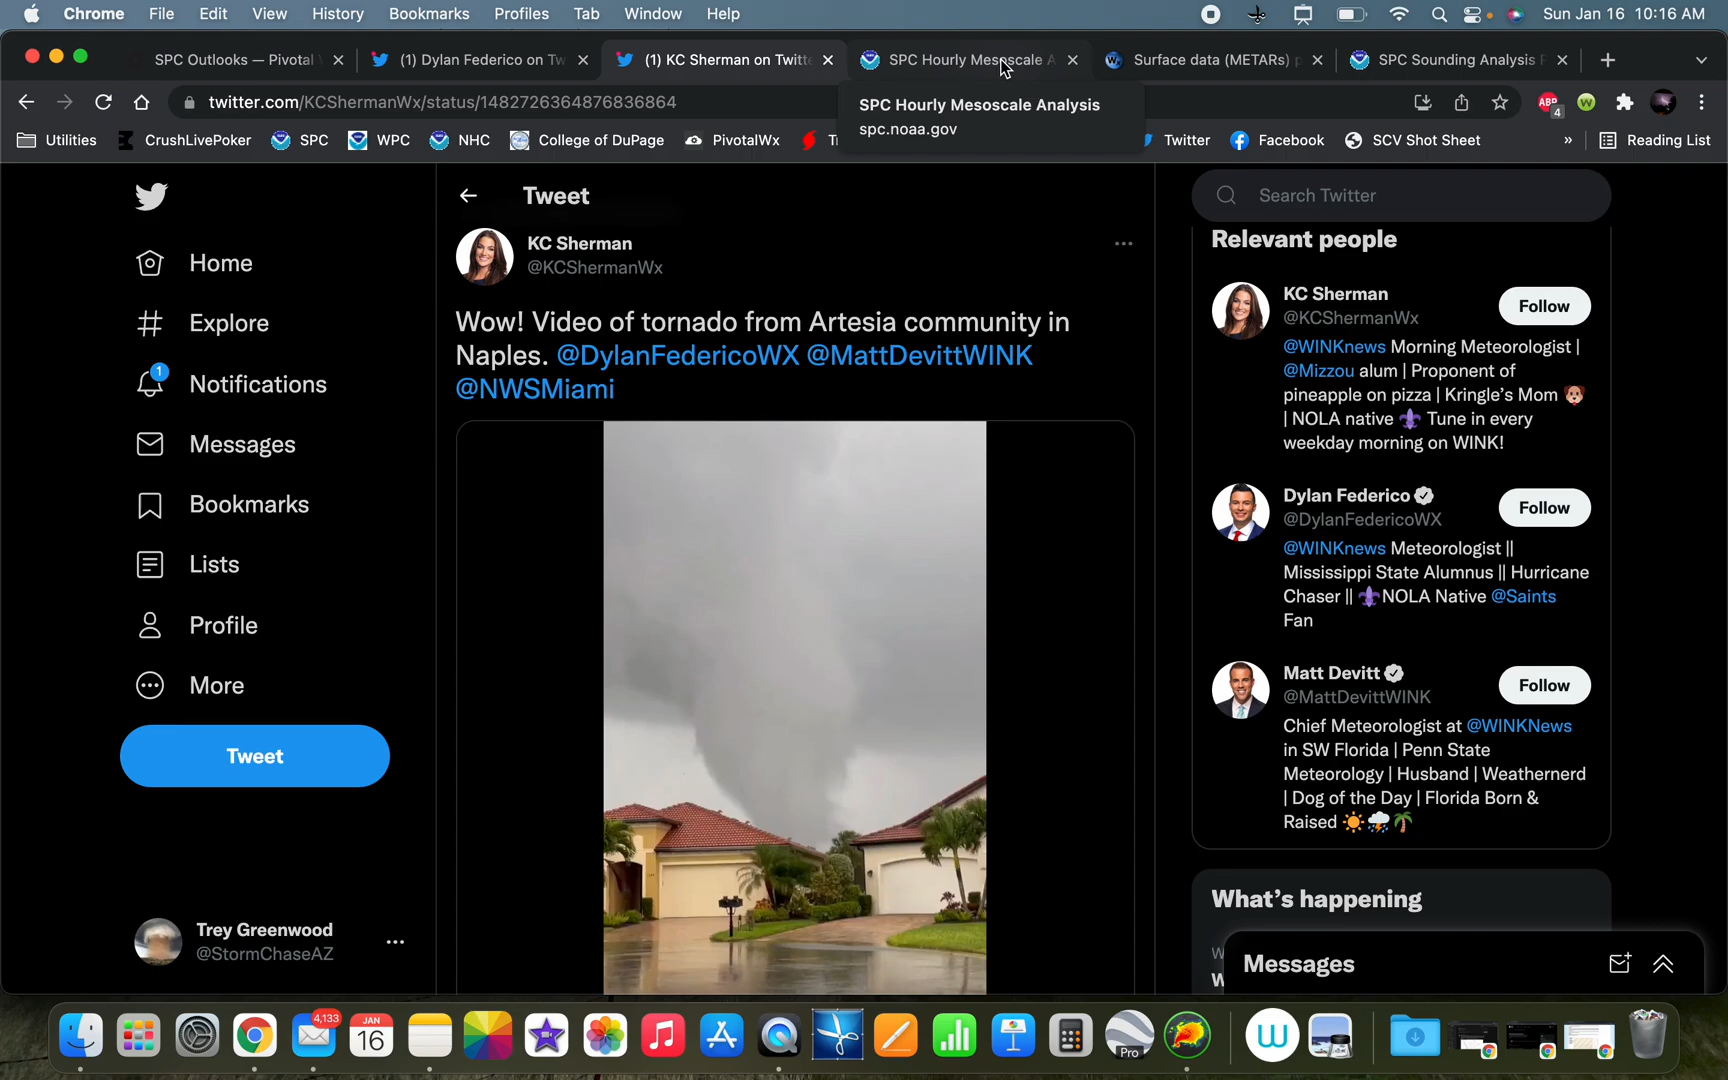 Chrome File Edit View History Bookmarks Profiles Tab Window Help Sun Jan 16 10:16 AM
SPC Outlooks — Pivotal (1) Dylan Federico on Tw (1) KC Sherman on Twitte SPC Hourly Mesoscale A Surface data (METARs) p SPC Sounding Analysis P
twitter.com/KCShermanWx/status/1482726364876836864 ABP 4
SPC Hourly Mesoscale Analysis
spc.noaa.gov
Utilities CrushLivePoker SPC WPC NHC College of DuPage PivotalWx Twitter Facebook SCV Shot Sheet » Reading List
Home
Explore
1
Notifications
Messages
Bookmarks
Lists
Profile
More
Tweet
Trey Greenwood
@StormChaseAZ
Tweet
KC Sherman
@KCShermanWx
Wow! Video of tornado from Artesia community in
Naples. @DylanFedericoWX @MattDevittWINK
@NWSMiami
Search Twitter
Relevant people
KC Sherman
@KCShermanWx
Follow
@WINKnews Morning Meteorologist |
@Mizzou alum | Proponent of
pineapple on pizza | Kringle's Mom 🐶
| NOLA native ⚜️ Tune in every
weekday morning on WINK!
Dylan Federico
@DylanFedericoWX
Follow
@WINKnews Meteorologist ||
Mississippi State Alumnus || Hurricane
Chaser || ⚜️NOLA Native @Saints
Fan
Matt Devitt
@MattDevittWINK
Follow
Chief Meteorologist at @WINKNews
in SW Florida | Penn State
Meteorology | Husband | Weathernerd
| Dog of the Day | Florida Born &
Raised ☀️⛈️🌴
What's happening
Messages
4,133
JAN
16
Pro